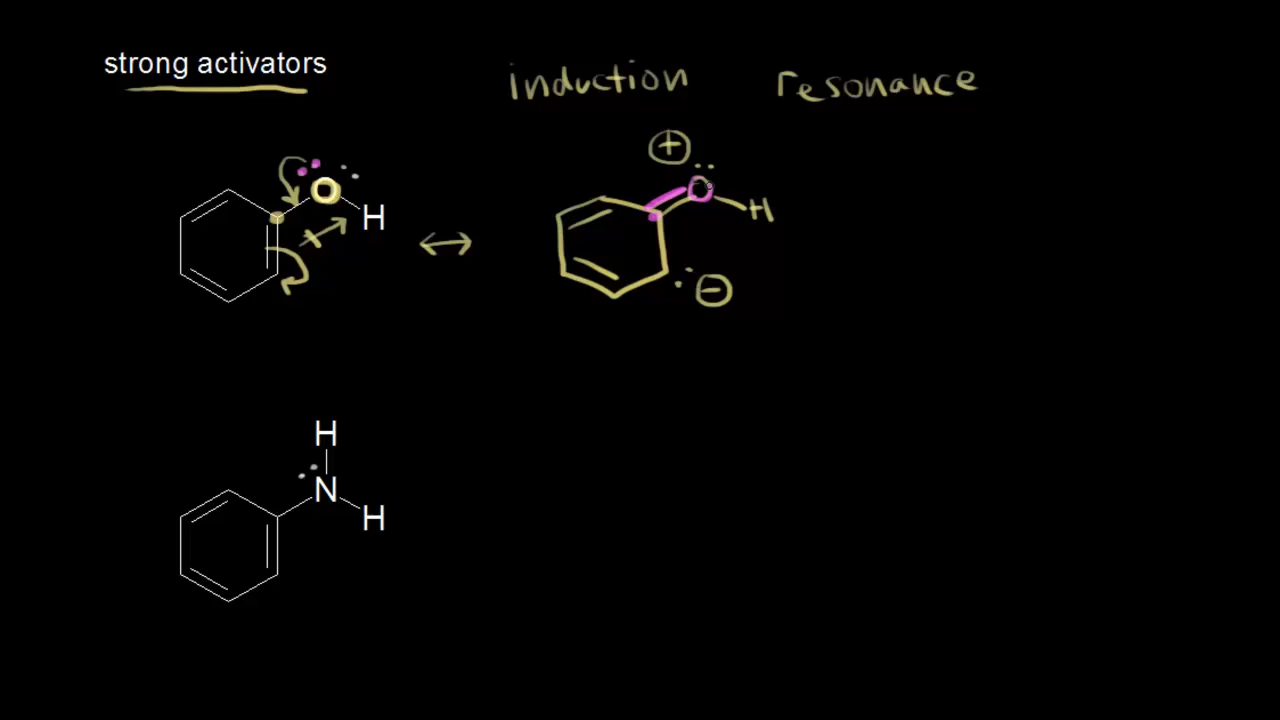 strong activators
induction resonance
⊕
O H
O H
⊖
H
N
H